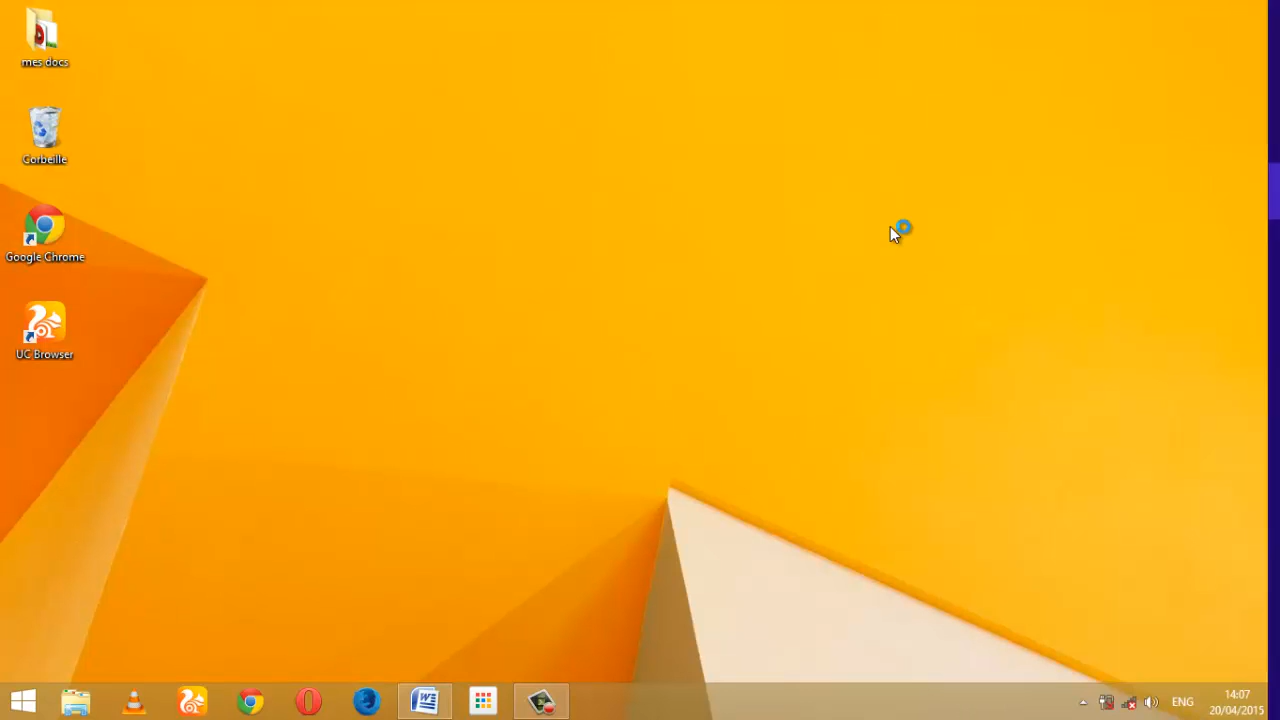 mes docs
Corbeille
Google Chrome
UC Browser
ENG
14:07
20/04/2015